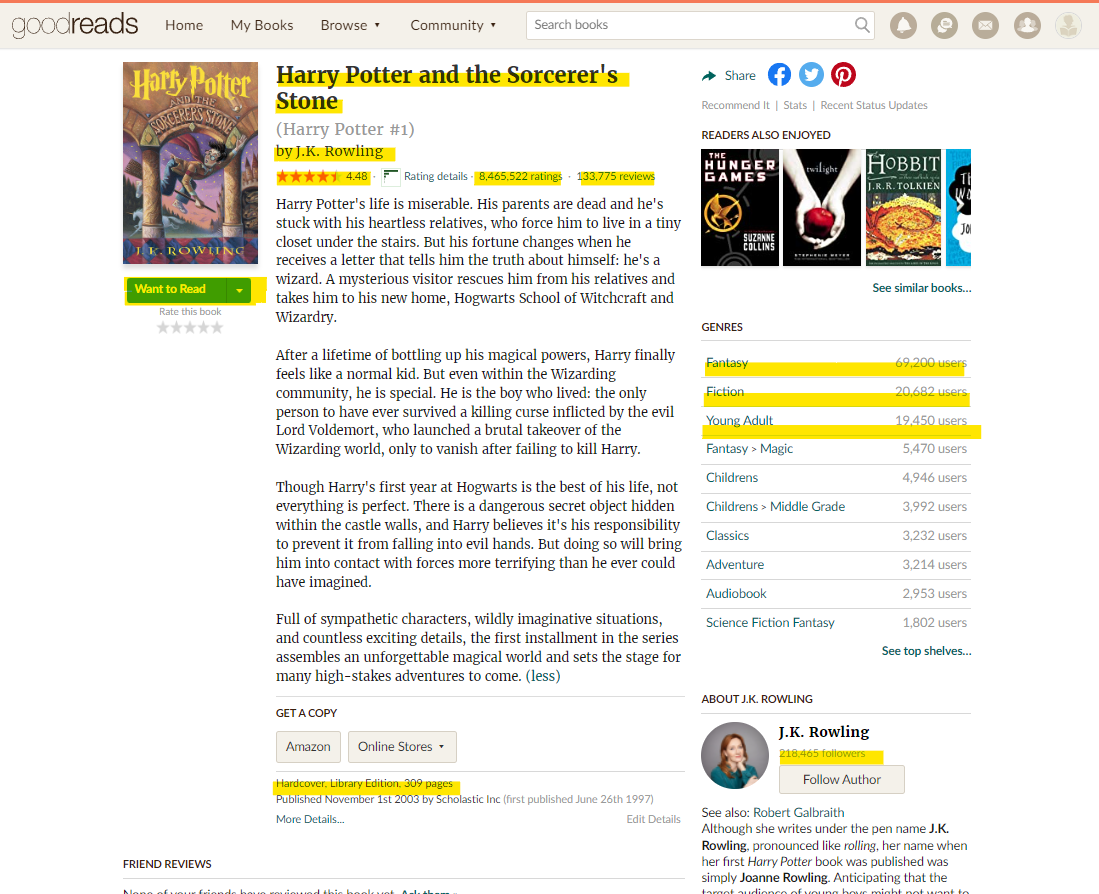 goodreads Home My Books Browse ▾ Community ▾ Search books
Harry Potter
AND THE
SORCERER'S STONE
J. K. ROWLING
Want to Read
Rate this book
Harry Potter and the Sorcerer's
Stone
(Harry Potter #1)
by J.K. Rowling
4.48 · Rating details · 8,465,522 ratings · 133,775 reviews
Harry Potter's life is miserable. His parents are dead and he's
stuck with his heartless relatives, who force him to live in a tiny
closet under the stairs. But his fortune changes when he
receives a letter that tells him the truth about himself: he's a
wizard. A mysterious visitor rescues him from his relatives and
takes him to his new home, Hogwarts School of Witchcraft and
Wizardry.
After a lifetime of bottling up his magical powers, Harry finally
feels like a normal kid. But even within the Wizarding
community, he is special. He is the boy who lived: the only
person to have ever survived a killing curse inflicted by the evil
Lord Voldemort, who launched a brutal takeover of the
Wizarding world, only to vanish after failing to kill Harry.
Though Harry's first year at Hogwarts is the best of his life, not
everything is perfect. There is a dangerous secret object hidden
within the castle walls, and Harry believes it's his responsibility
to prevent it from falling into evil hands. But doing so will bring
him into contact with forces more terrifying than he ever could
have imagined.
Full of sympathetic characters, wildly imaginative situations,
and countless exciting details, the first installment in the series
assembles an unforgettable magical world and sets the stage for
many high-stakes adventures to come. (less)
GET A COPY
Amazon Online Stores ▾
Hardcover, Library Edition, 309 pages
Published November 1st 2003 by Scholastic Inc (first published June 26th 1997)
More Details... Edit Details
FRIEND REVIEWS
None of your friends have reviewed this book yet. Ask them »
Share
Recommend It | Stats | Recent Status Updates
READERS ALSO ENJOYED
THE
HUNGER
GAMES
SUZANNE
COLLINS
twilight
STEPHENIE MEYER
HOBBIT
J.R.R. TOLKIEN
See similar books…
GENRES
Fantasy 69,200 users
Fiction 20,682 users
Young Adult 19,450 users
Fantasy > Magic 5,470 users
Childrens 4,946 users
Childrens > Middle Grade 3,992 users
Classics 3,232 users
Adventure 3,214 users
Audiobook 2,953 users
Science Fiction Fantasy 1,802 users
See top shelves…
ABOUT J.K. ROWLING
J.K. Rowling
218,465 followers
Follow Author
See also: Robert Galbraith
Although she writes under the pen name J.K.
Rowling, pronounced like rolling, her name when
her first Harry Potter book was published was
simply Joanne Rowling. Anticipating that the
target audience of young boys might not want to